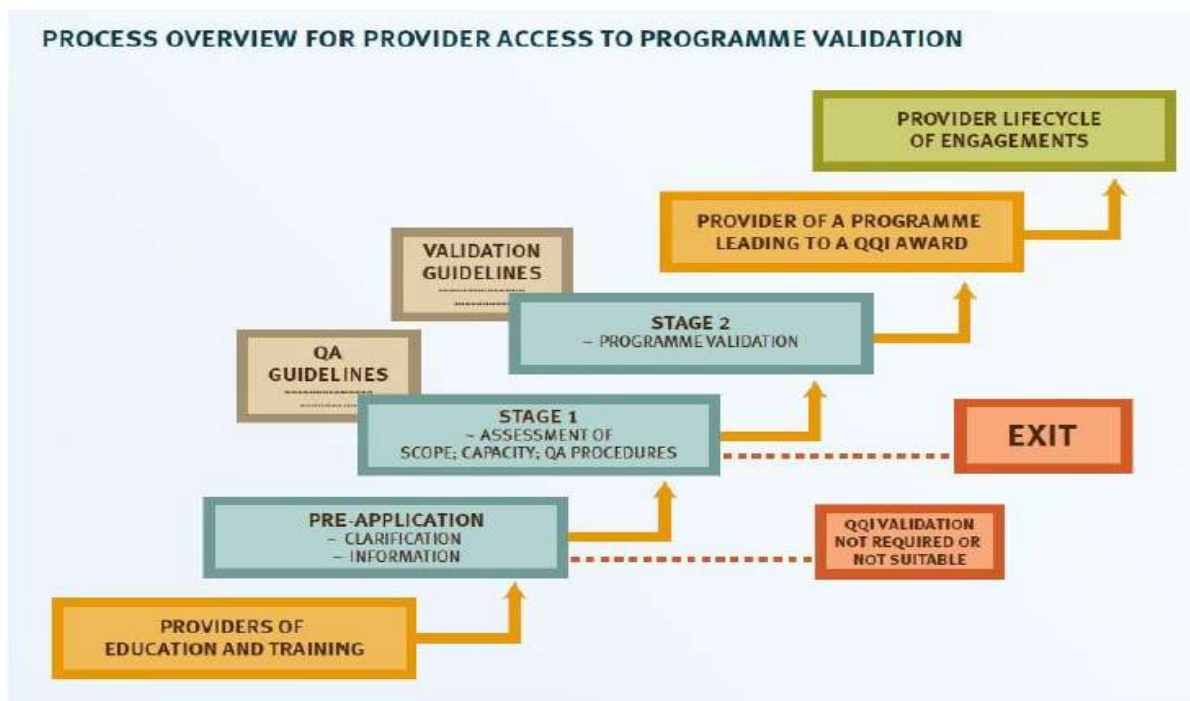 PROCESS OVERVIEW FOR PROVIDER ACCESS TO PROGRAMME VALIDATION
PROVIDER LIFECYCLE
OF ENGAGEMENTS
PROVIDER OF A PROGRAMME
LEADING TO A QQI AWARD
VALIDATION
GUIDELINES
STAGE 2
– PROGRAMME VALIDATION
QA
GUIDELINES
STAGE 1
– ASSESSMENT OF
SCOPE; CAPACITY; QA PROCEDURES
EXIT
PRE-APPLICATION
– CLARIFICATION
– INFORMATION
QQI VALIDATION
NOT REQUIRED OR
NOT SUITABLE
PROVIDERS OF
EDUCATION AND TRAINING